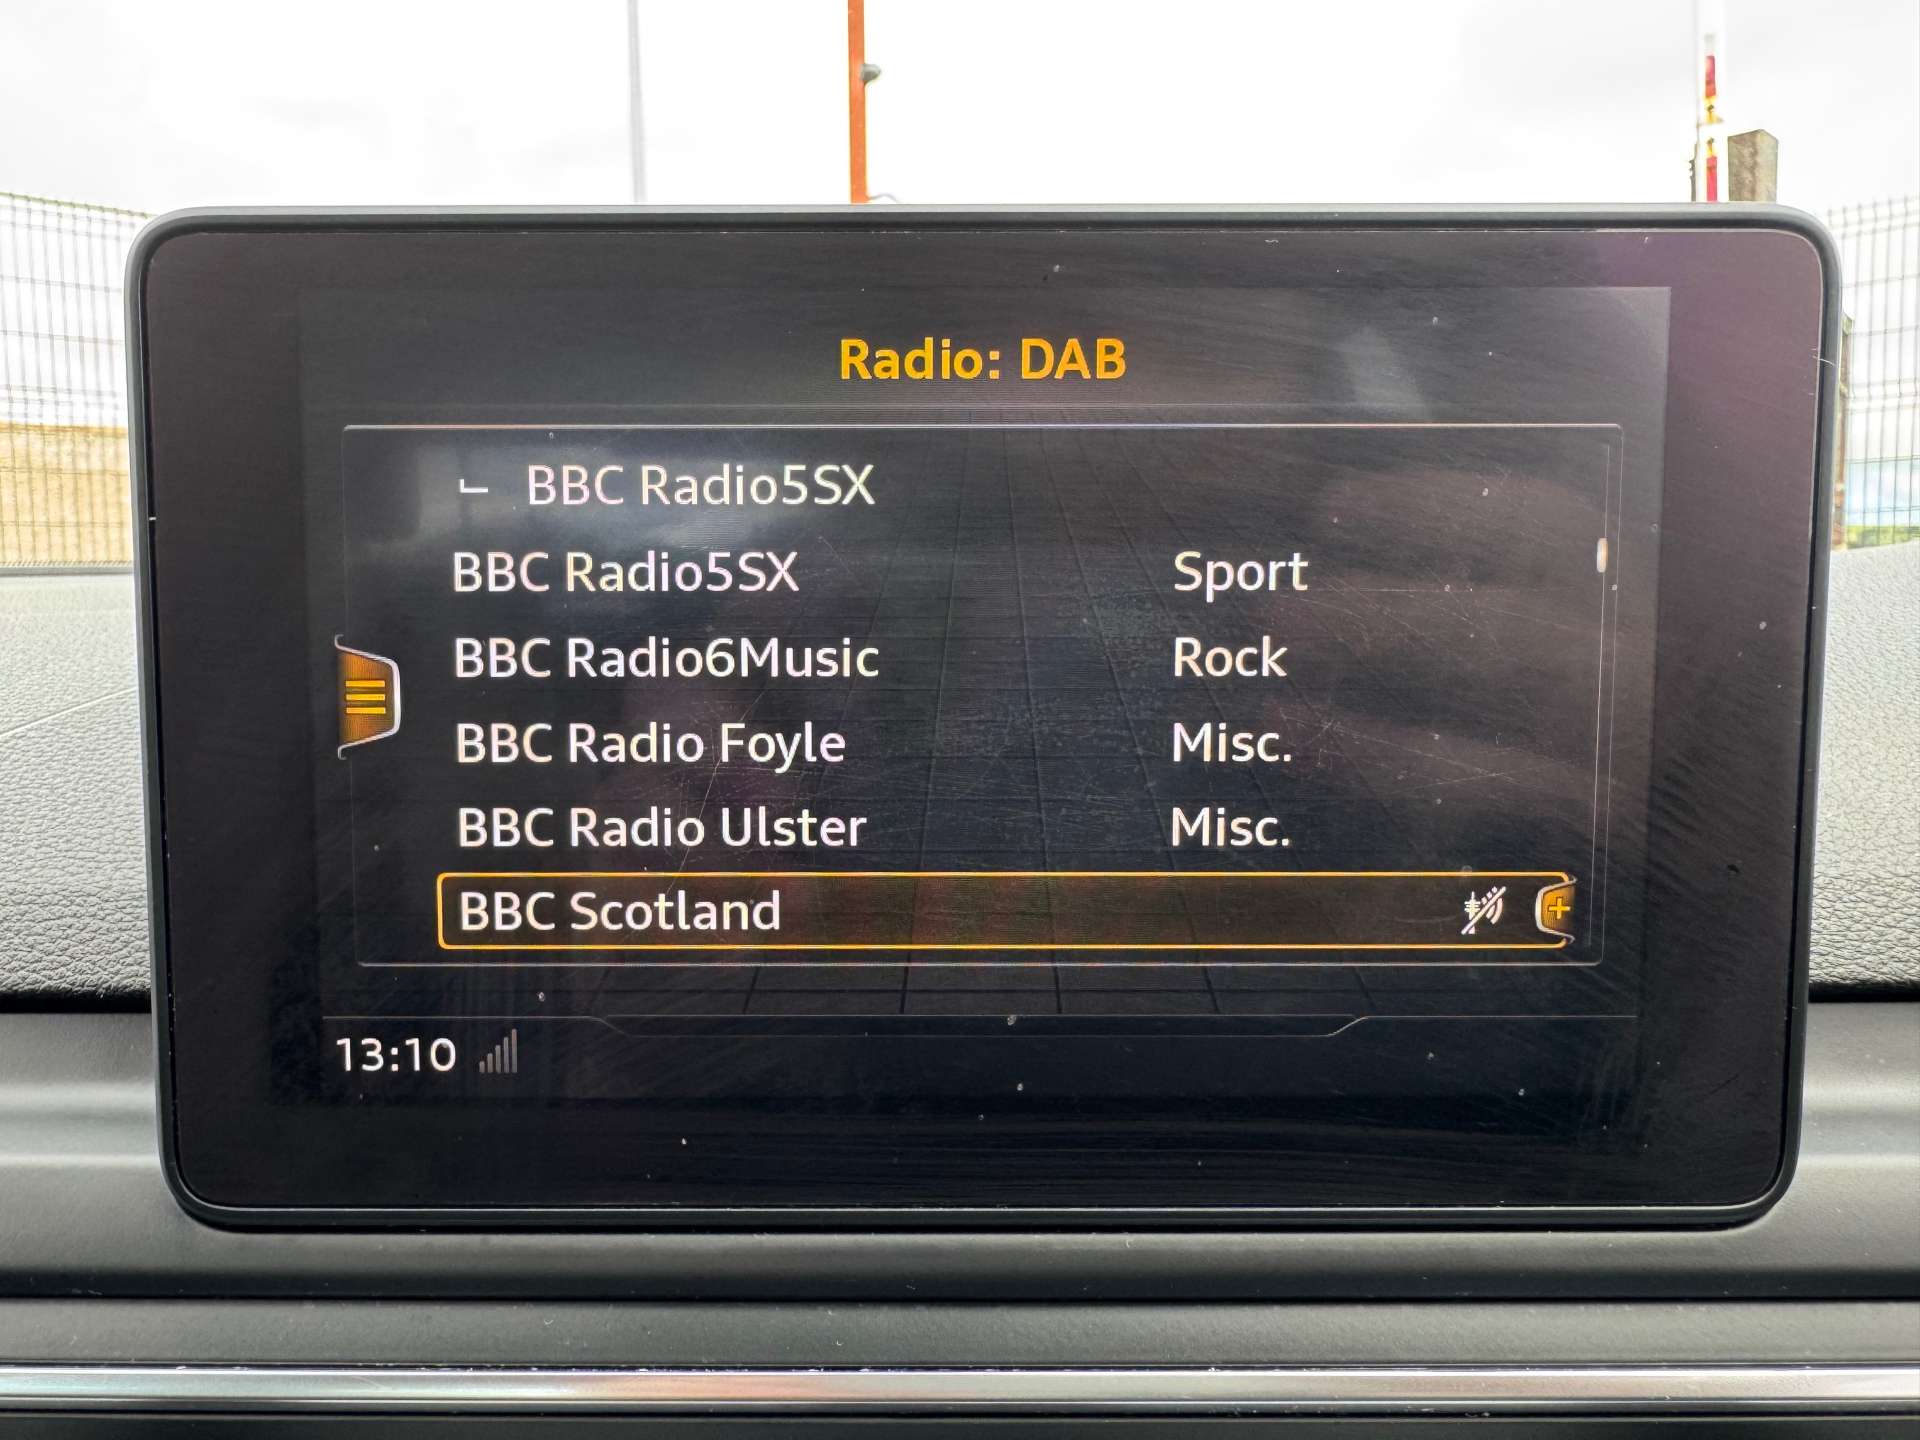 Radio: DAB
BBC Radio5SX
BBC Radio5SX Sport
BBC Radio6Music Rock
BBC Radio Foyle Misc.
BBC Radio Ulster Misc.
BBC Scotland
13:10